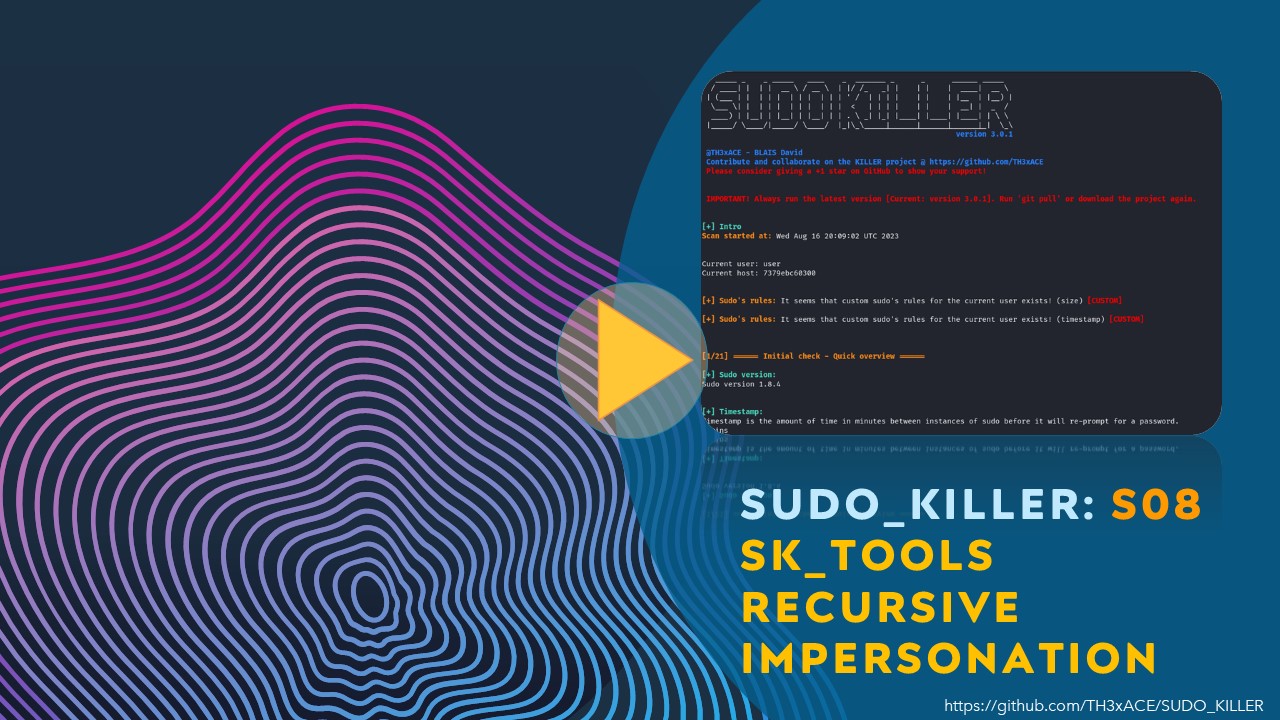 SUDOKILLER
version 3.0.1
@TH3xACE - BLAIS David
Contribute and collaborate on the KILLER project @ https://github.com/TH3xACE
Please consider giving a +1 star on GitHub to show your support!
IMPORTANT! Always run the latest version [Current: version 3.0.1]. Run 'git pull' or download the project again.
[+] Intro
Scan started at: Wed Aug 16 20:09:02 UTC 2023
Current user: user
Current host: 7379ebc60300
[+] Sudo's rules: It seems that custom sudo's rules for the current user exists! (size) [CUSTOM]
[+] Sudo's rules: It seems that custom sudo's rules for the current user exists! (timestamp) [CUSTOM]
[1/21] ====== Initial check - Quick overview ======
[+] Sudo version:
Sudo version 1.8.4
[+] Timestamp:
Timestamp is the amount of time in minutes between instances of sudo before it will re-prompt for a password.
SUDO_KILLER: S08
SK_TOOLS
RECURSIVE
IMPERSONATION
https://github.com/TH3xACE/SUDO_KILLER